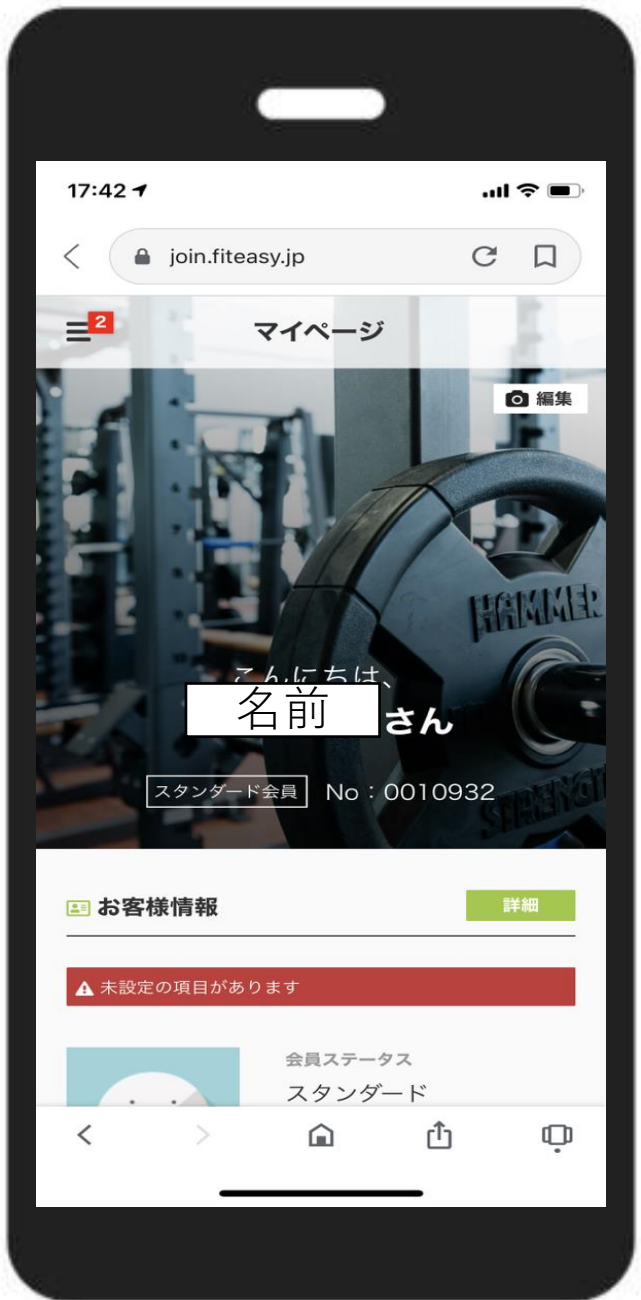 17:42
join.fiteasy.jp
2
マイページ
編集
HAMMER
こんにちは、
名前 さん
スタンダード会員 No：0010932
STRENGTH
お客様情報 詳細
未設定の項目があります
会員ステータス
スタンダード